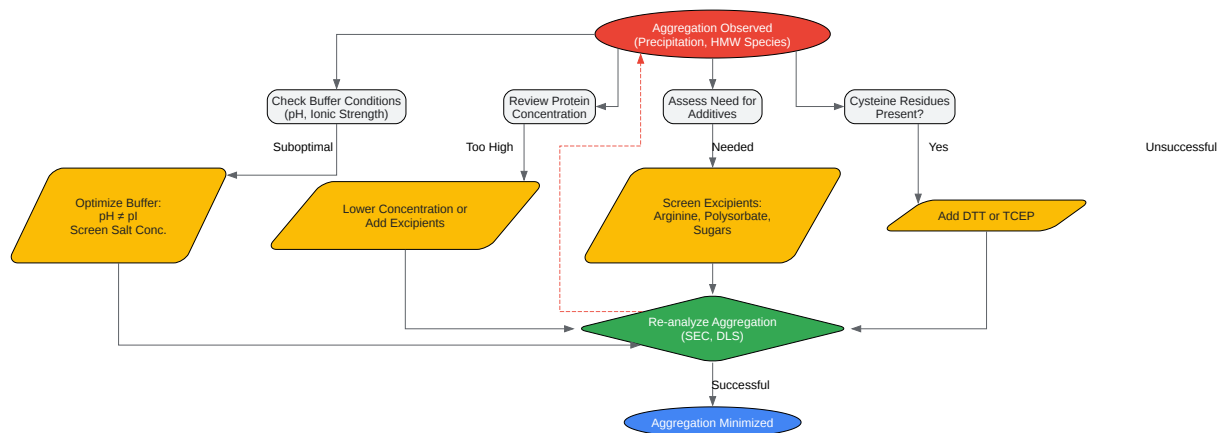 Aggregation Observed
(Precipitation, HMW Species)
Check Buffer Conditions
(pH, Ionic Strength)
Review Protein
Concentration
Assess Need for
Additives
Cysteine Residues
Present?
Suboptimal
Too High
Needed
Yes
Unsuccessful
Optimize Buffer:
pH ≠ pI
Screen Salt Conc.
Lower Concentration or
Add Excipients
Screen Excipients:
Arginine, Polysorbate,
Sugars
Add DTT or TCEP
Re-analyze Aggregation
(SEC, DLS)
Successful
Aggregation Minimized